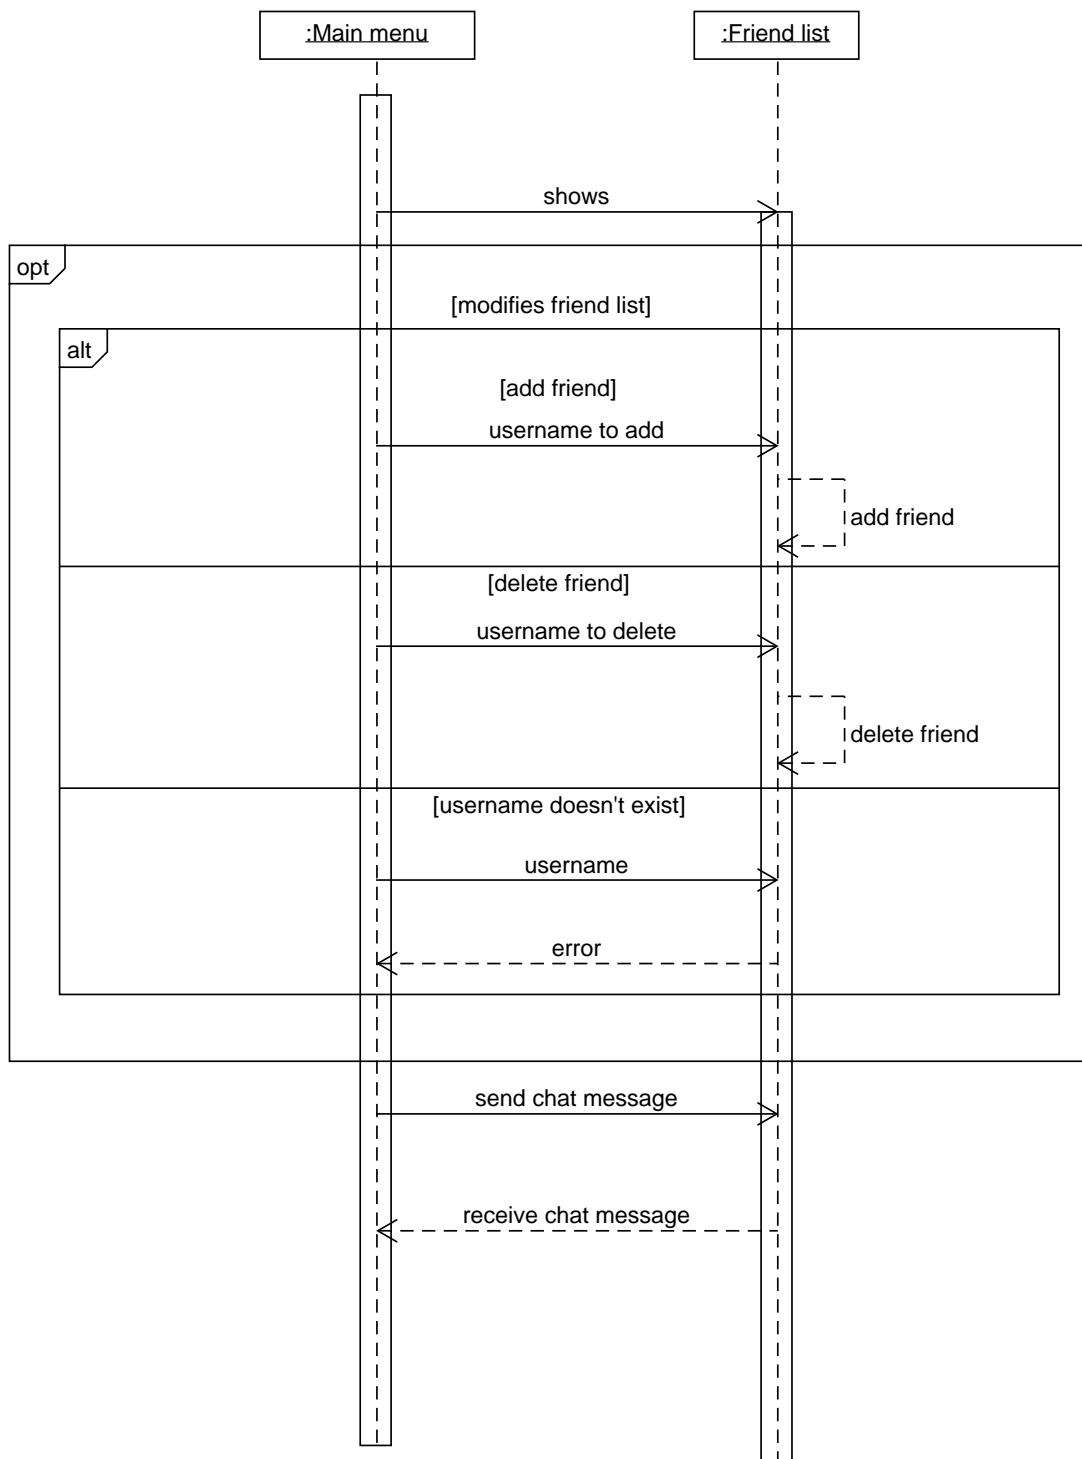 :Main menu
:Friend list
shows
opt
[modifies friend list]
alt
[add friend]
username to add
add friend
[delete friend]
username to delete
delete friend
[username doesn't exist]
username
error
send chat message
receive chat message